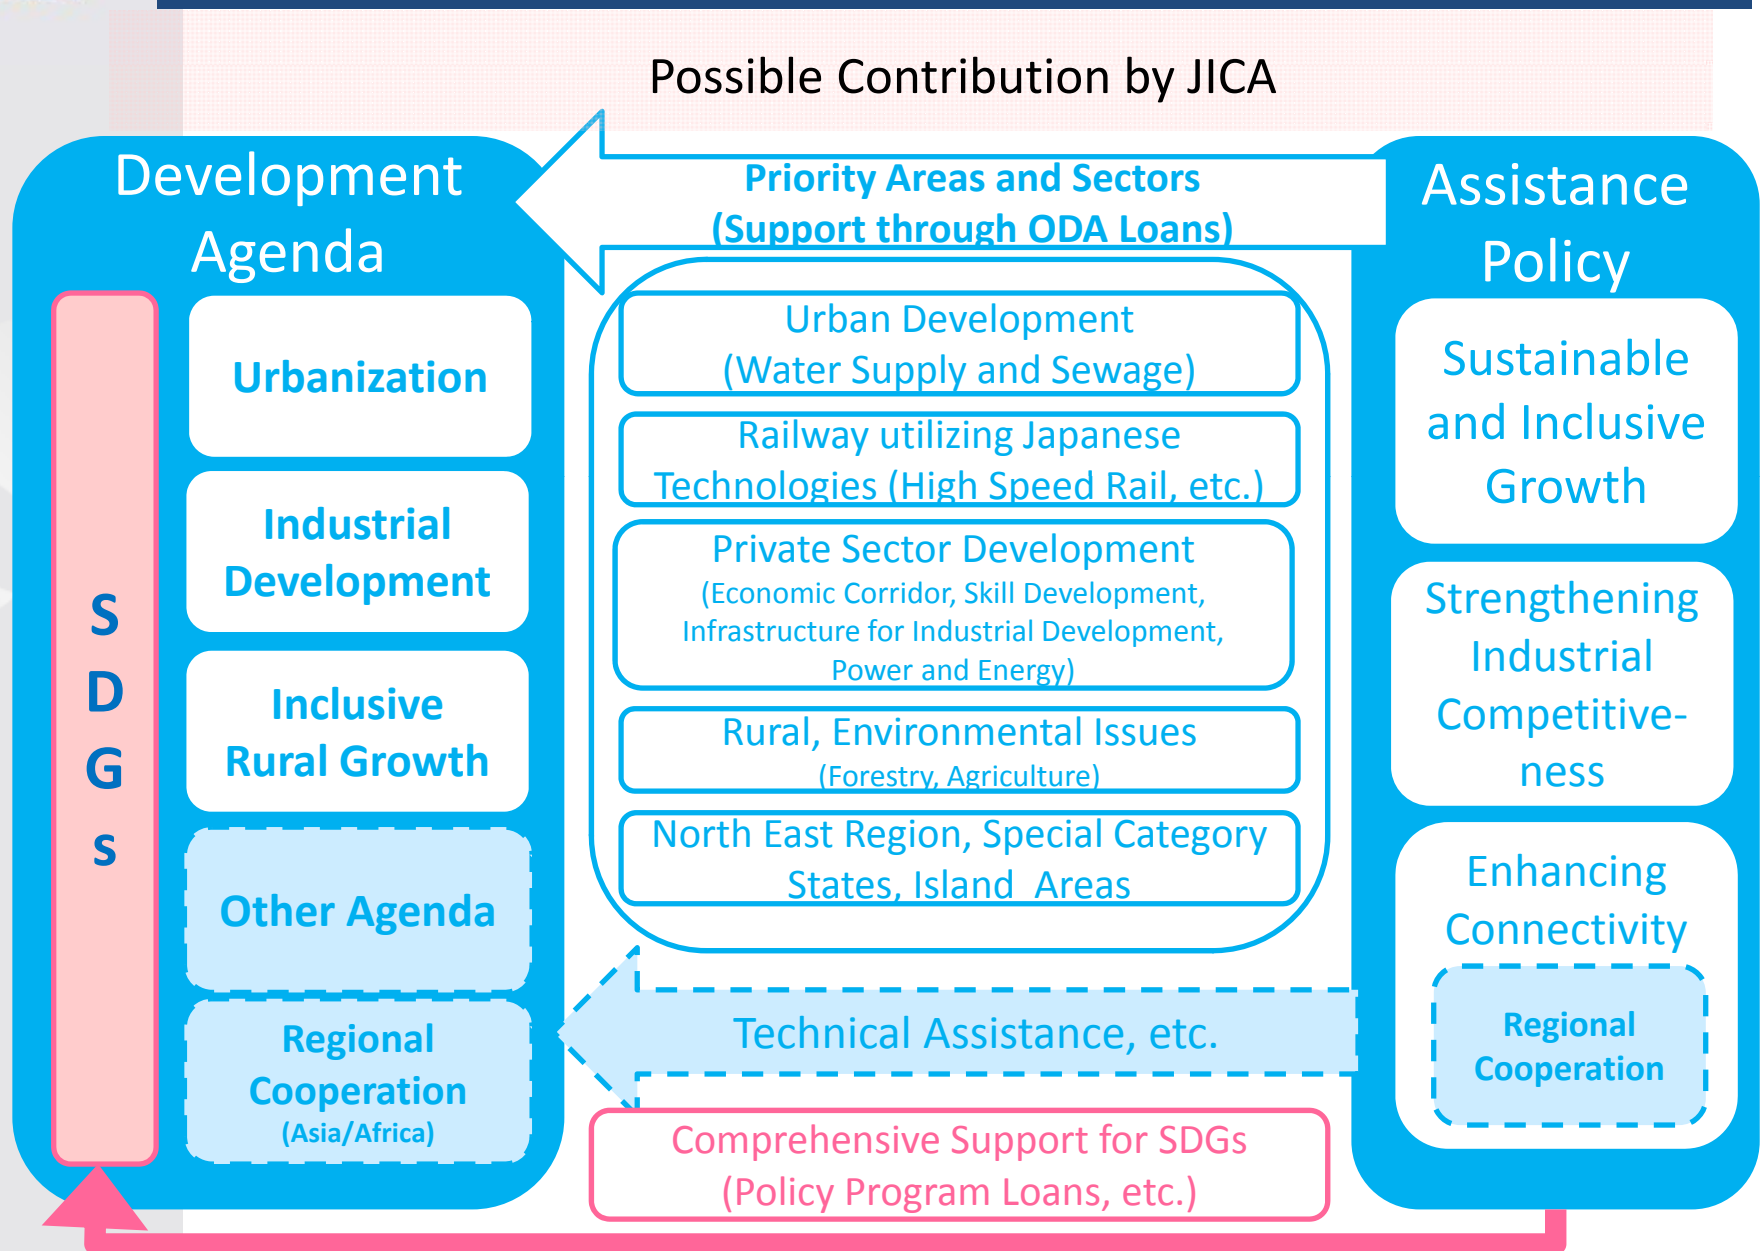 Possible Contribution by JICA
Development
Agenda
S
D
G
s
Urbanization
Industrial
Development
Inclusive
Rural Growth
Other Agenda
Regional
Cooperation
(Asia/Africa)
Priority Areas and Sectors
(Support through ODA Loans)
Urban Development
(Water Supply and Sewage)
Railway utilizing Japanese
Technologies (High Speed Rail, etc.)
Private Sector Development
(Economic Corridor, Skill Development,
Infrastructure for Industrial Development,
Power and Energy)
Rural, Environmental Issues
(Forestry, Agriculture)
North East Region, Special Category
States, Island Areas
Technical Assistance, etc.
Comprehensive Support for SDGs
(Policy Program Loans, etc.)
Assistance
Policy
Sustainable
and Inclusive
Growth
Strengthening
Industrial
Competitive-
ness
Enhancing
Connectivity
Regional
Cooperation